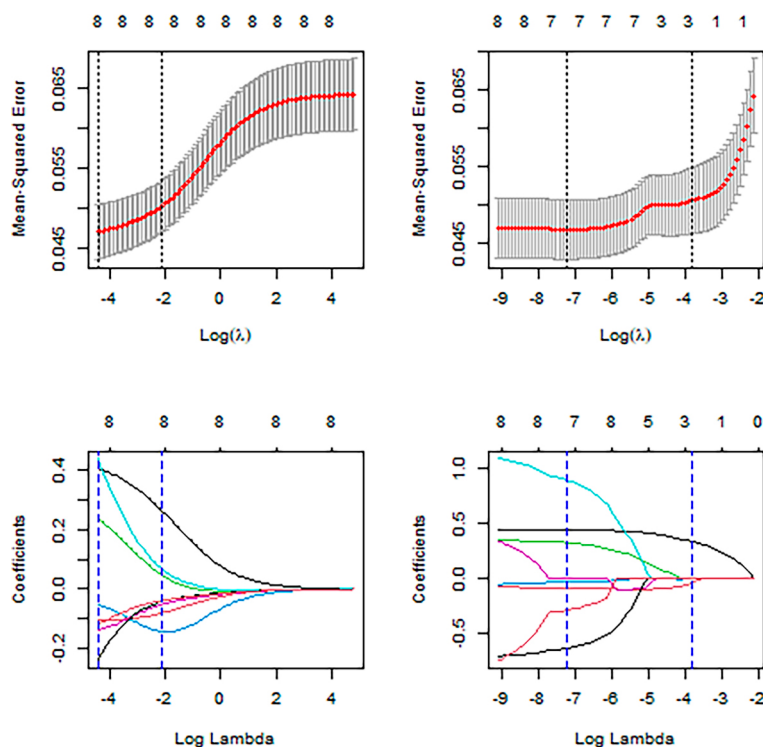 8 8 8 8 8 8 8 8 8 8
Mean-Squared Error
0.065
0.055
0.045
-4 -2 0 2 4
Log(λ)
8 8 7 7 7 7 3 3 1 1
Mean-Squared Error
0.065
0.055
0.045
-9 -8 -7 -6 -5 -4 -3 -2
Log(λ)
8 8 8 8 8
Coefficients
0.4
0.2
0.0
-0.2
-4 -2 0 2 4
Log Lambda
8 8 7 8 5 3 1 0
Coefficients
1.0
0.5
0.0
-0.5
-9 -8 -7 -6 -5 -4 -3 -2
Log Lambda